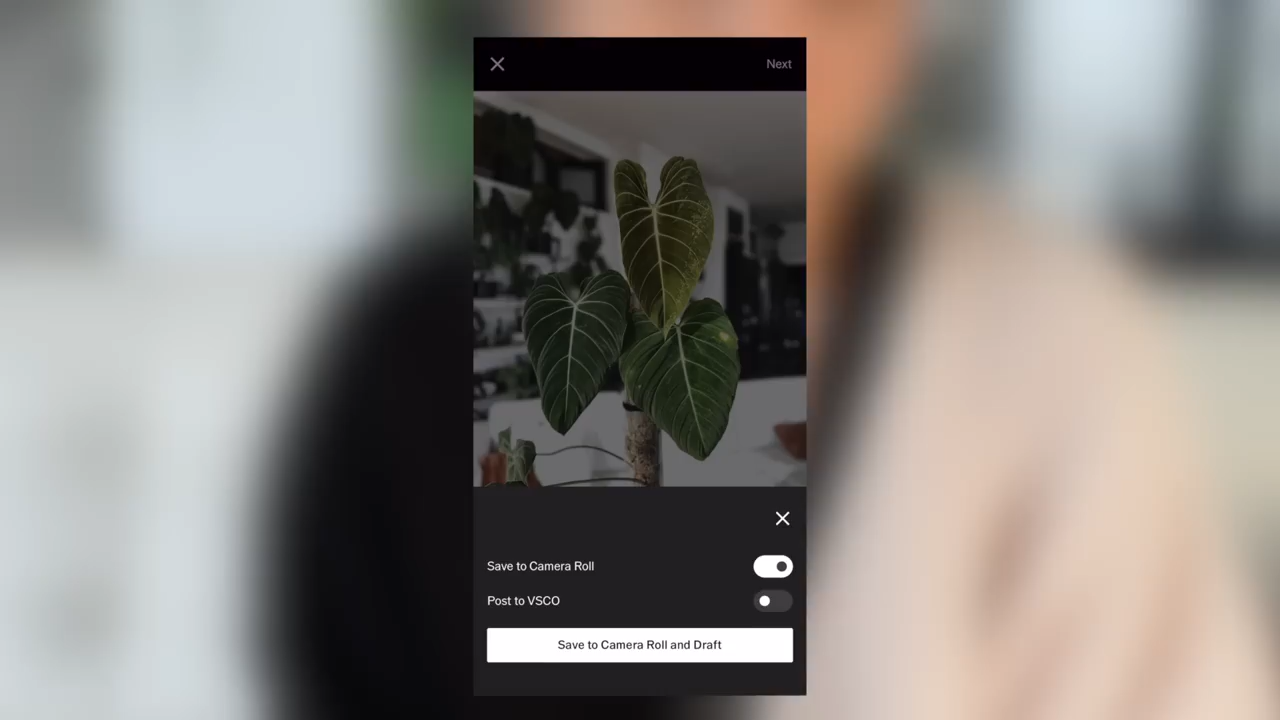 Next
Save to Camera Roll
Post to VSCO
Save to Camera Roll and Draft